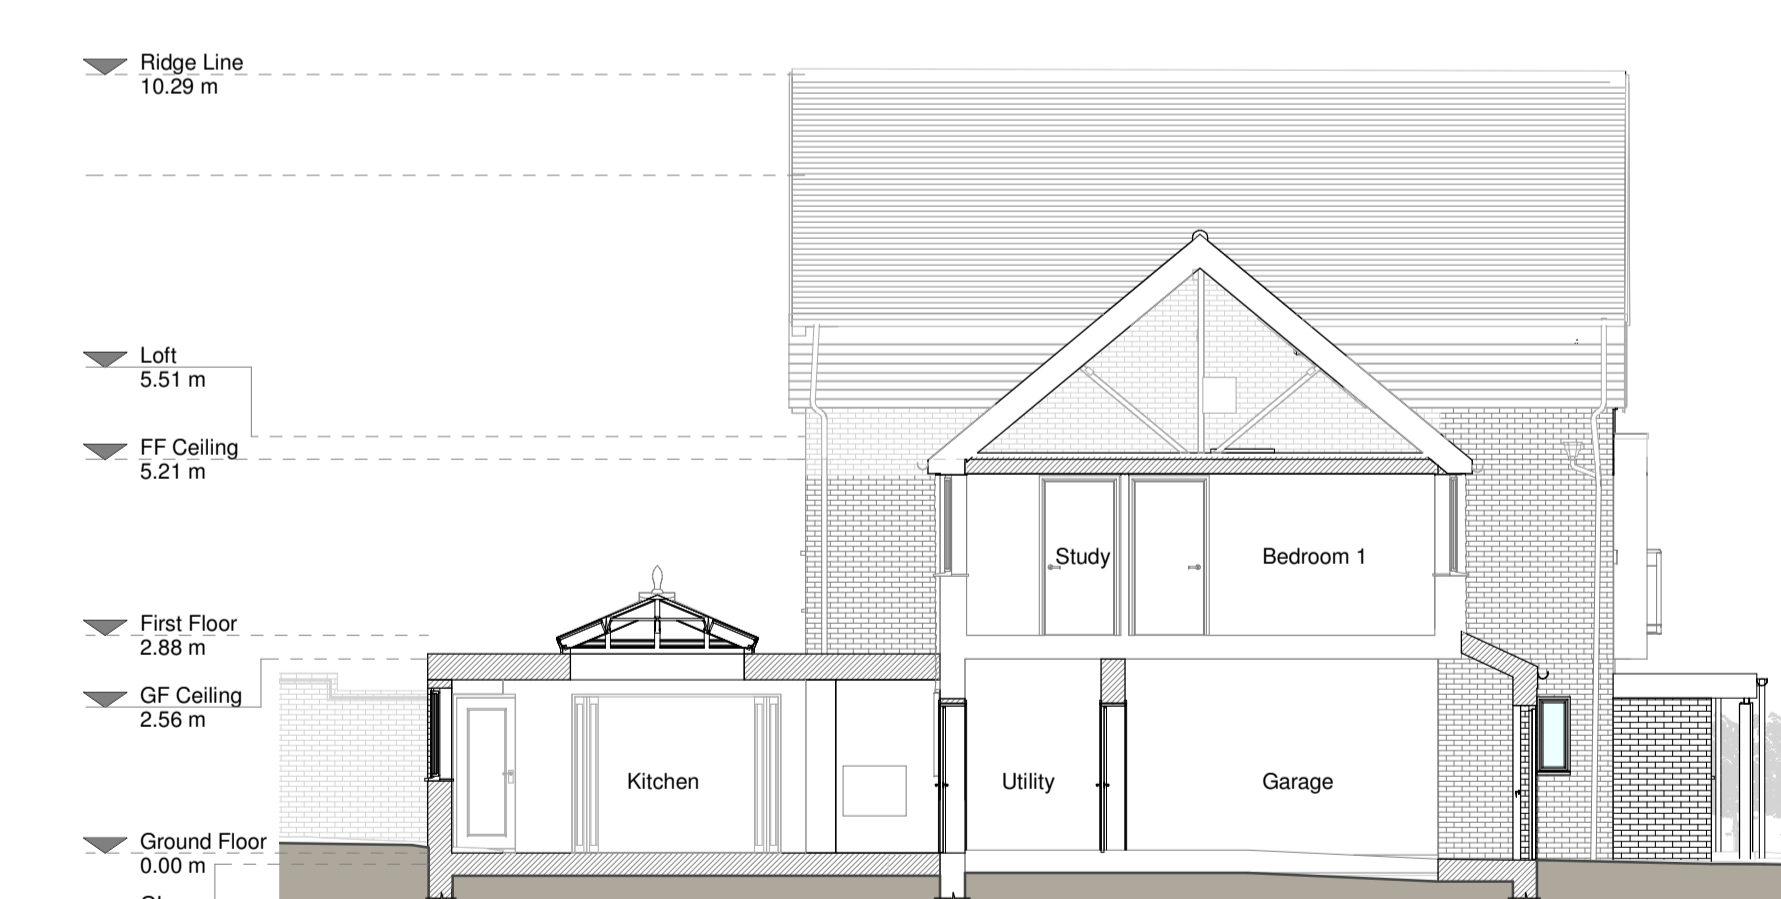 Ridge Line
10.29 m
Loft
5.51 m
FF Ceiling
5.21 m
First Floor
2.88 m
GF Ceiling
2.56 m
Ground Floor
0.00 m
Study
Bedroom 1
Kitchen
Utility
Garage